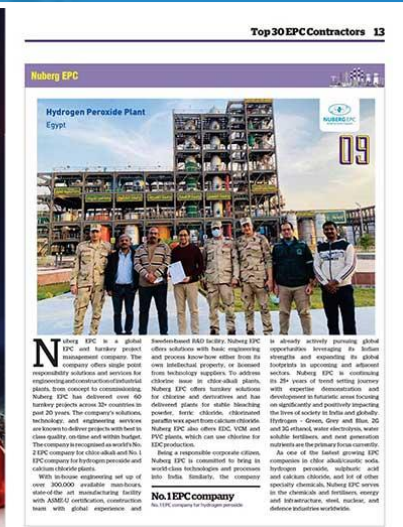 Top 30 EPC Contractors 13
Nuberg EPC
Hydrogen Peroxide Plant
Egypt
NUBERG EPC
09
Nuberg EPC is a global
EPC and turnkey project
management company. The
company offers single point
responsibility solutions and services for
engineering and construction of industrial
plants, from concept to commissioning.
Nuberg EPC has delivered over 60
turnkey projects across 32+ countries in
past 20 years. The company's solutions,
technology, and engineering services
are known to deliver projects with best in
class quality, on-time and within budget.
The company is recognised as world's No.
2 EPC company for chlor-alkali and No. 1
EPC company for hydrogen peroxide and
calcium chloride plants.
With in-house engineering set up of
over 300,000 available man-hours,
state-of-the art manufacturing facility
with ASME-U certification, construction
team with global experience and
Sweden-based R&D facility, Nuberg EPC
offers solutions with basic engineering
and process know-how either from its
own intellectual property, or licensed
from technology suppliers. To address
chlorine issue in chlor-alkali plants,
Nuberg EPC offers turnkey solutions
for chlorine and derivatives and has
delivered plants for stable bleaching
powder, ferric chloride, chlorinated
paraffin wax apart from calcium chloride.
Nuberg EPC also offers EDC, VCM and
PVC plants, which can use chlorine for
EDC production.
Being a responsible corporate citizen,
Nuberg EPC is committed to bring in
world-class technologies and processes
into India. Similarly, the company
No.1 EPC company
No.1 EPC company for hydrogen peroxide
is already actively pursuing global
opportunities leveraging its Indian
strengths and expanding its global
footprints in upcoming and adjacent
sectors. Nuberg EPC is continuing
its 25+ years of trend setting journey
with expertise demonstration and
development in futuristic areas focusing
on significantly and positively impacting
the lives of society in India and globally.
Hydrogen - Green, Grey and Blue, 2G
and 3G ethanol, water electrolysis, water
soluble fertilisers, and next generation
nutrients are the primary focus currently.
As one of the fastest growing EPC
companies in chlor alkali/caustic soda,
hydrogen peroxide, sulphuric acid
and calcium chloride, and lot of other
specialty chemicals, Nuberg EPC serves
in the chemicals and fertilisers, energy
and infrastructure, steel, nuclear, and
defence industries worldwide.